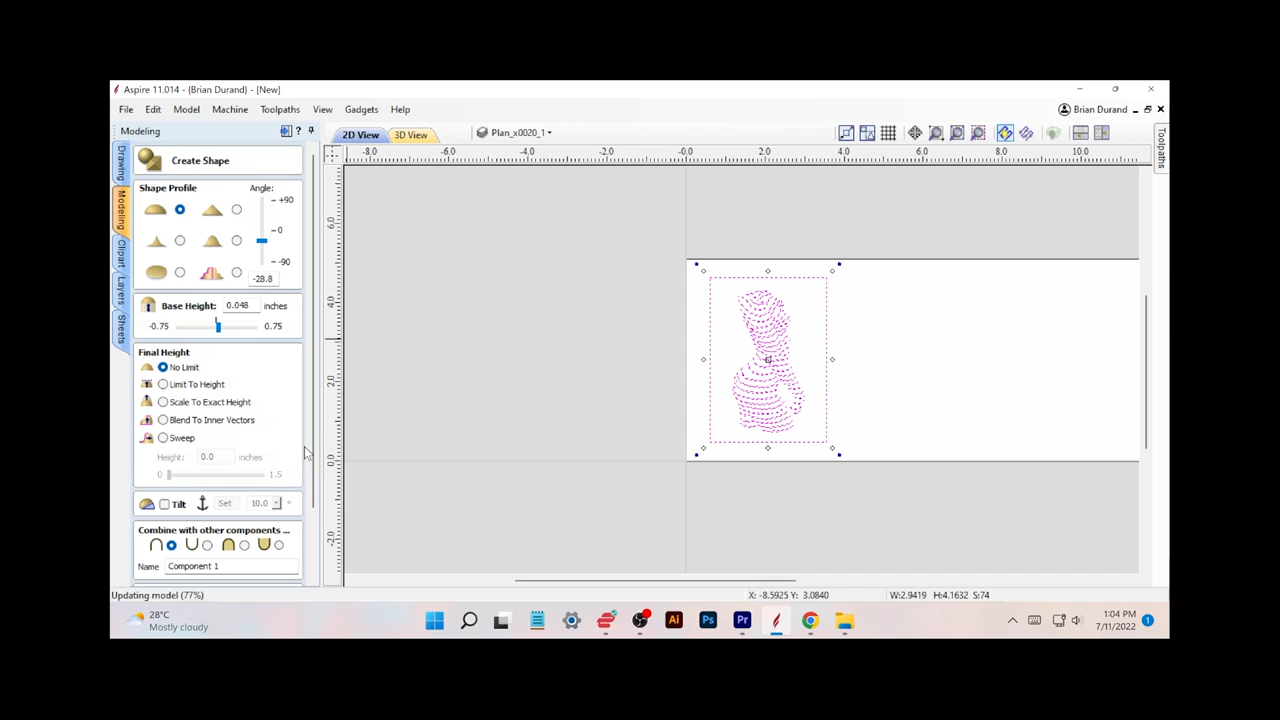 Aspire 11.014 - {Brian Durand} - [New]
File Edit Model Machine Toolpaths View Gadgets Help
Brian Durand
Modeling
2D View 3D View Plan_x0020_1
Drawing
Modeling
Clipart
Layers
Sheets
Toolpaths
-8.0 -6.0 -4.0 -2.0 -0.0 2.0 4.0 6.0 8.0 10.0
6.0
4.0
2.0
0.0
-2.0
Create Shape
Shape Profile Angle:
+90
0
-90
-28.8
Base Height: 0.048 inches
-0.75 0.75
Final Height
No Limit
Limit To Height
Scale To Exact Height
Blend To Inner Vectors
Sweep
Height: 0.0 inches
0 1.5
Tilt Set 10.0 °
Combine with other components ...
Name Component 1
Updating model (77%)
X: -8.5925 Y: 3.0840 W:2.9419 H:4.1632 S:74
28°C
Mostly cloudy
Ai Ps Pr
1:04 PM
7/11/2022
1